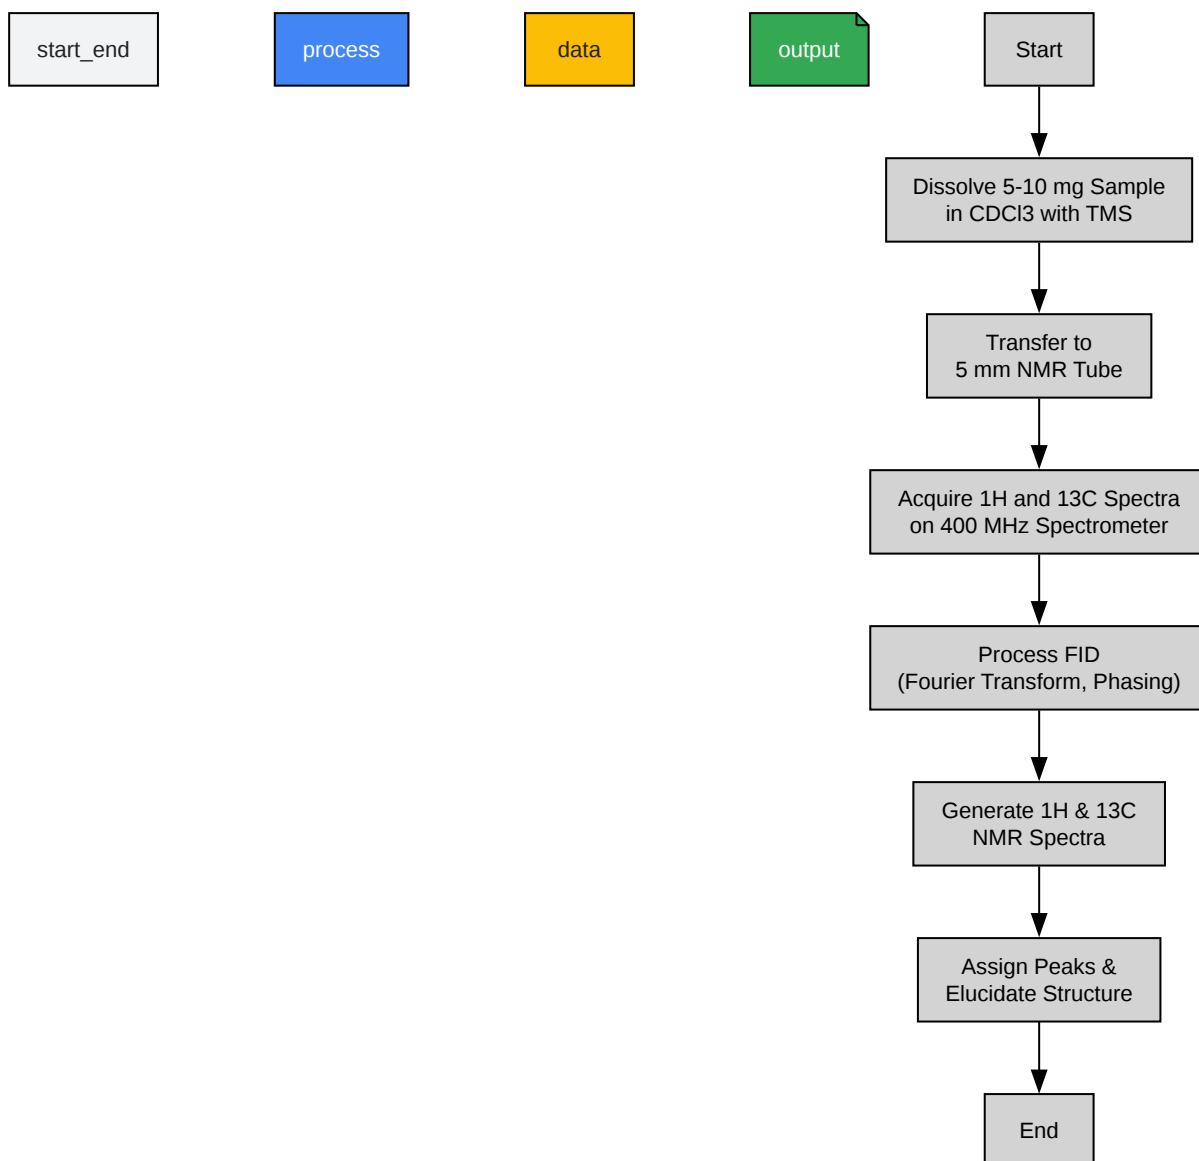 start_end
process
data
output
Start
Dissolve 5-10 mg Sample
in CDCl3 with TMS
Transfer to
5 mm NMR Tube
Acquire 1H and 13C Spectra
on 400 MHz Spectrometer
Process FID
(Fourier Transform, Phasing)
Generate 1H & 13C
NMR Spectra
Assign Peaks &
Elucidate Structure
End